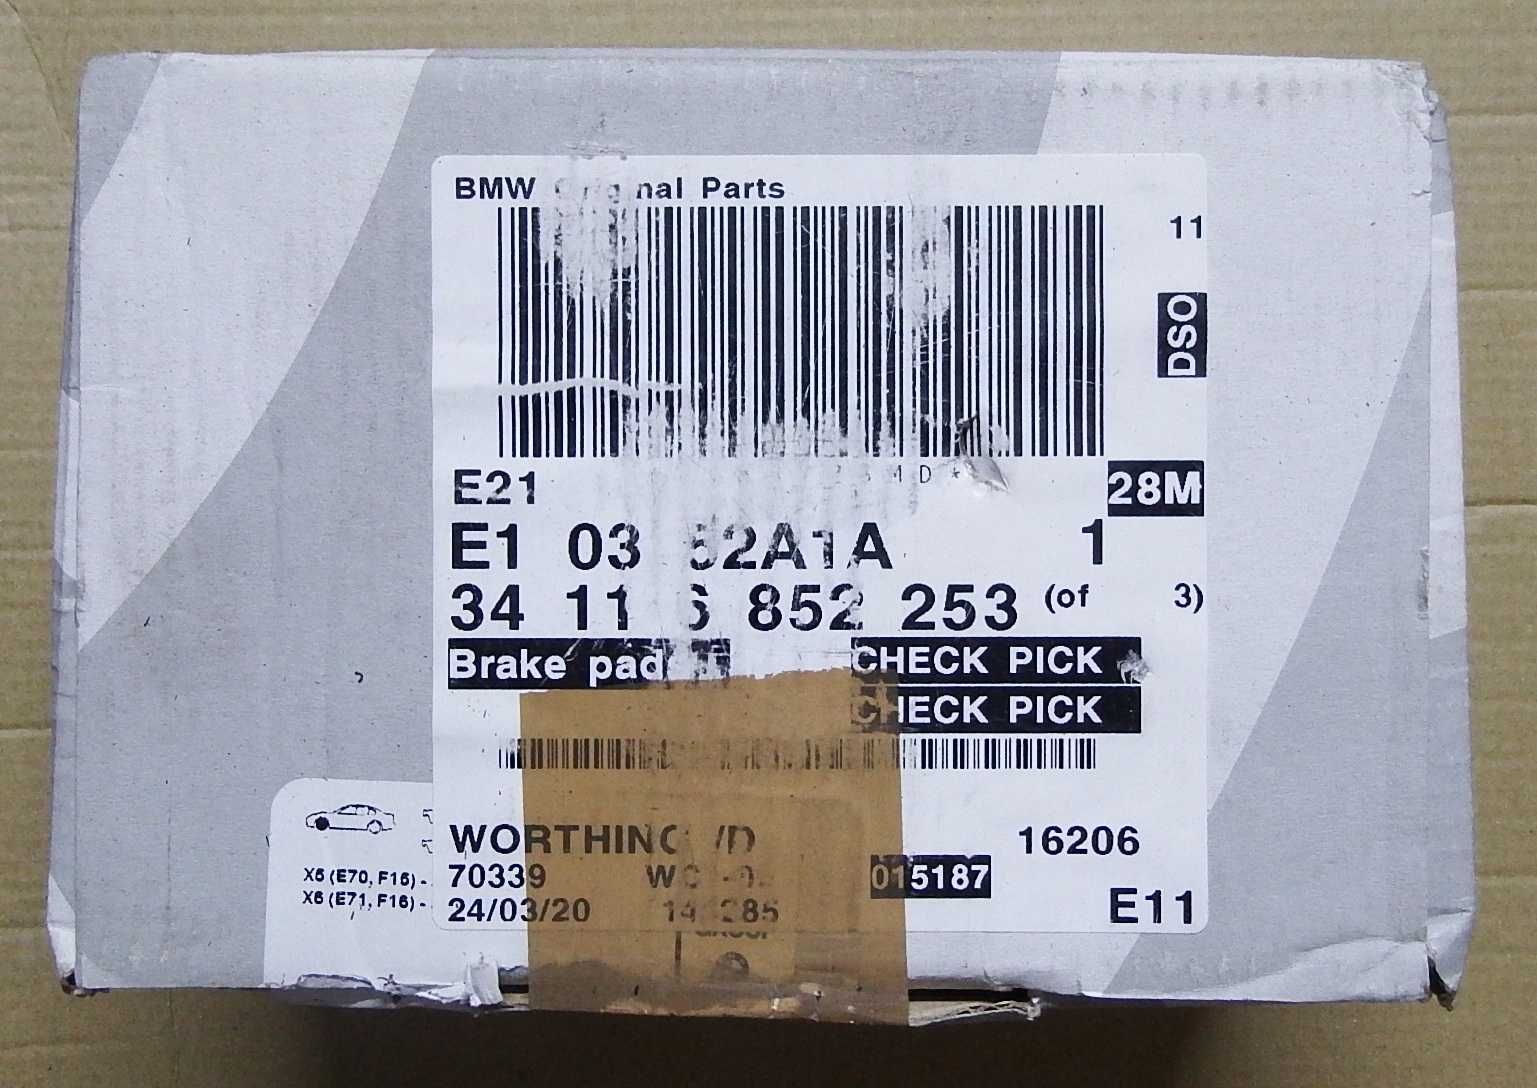 BMW Original Parts
11
DSO
E21
28M
E1 03 52A1A 1
34 11 6 852 253 (of 3)
Brake pad CHECK PICK
CHECK PICK
WORTHING /D 16206
70339 015187
24/03/20 E11
X5 (E70, F15) -
X6 (E71, F16) -